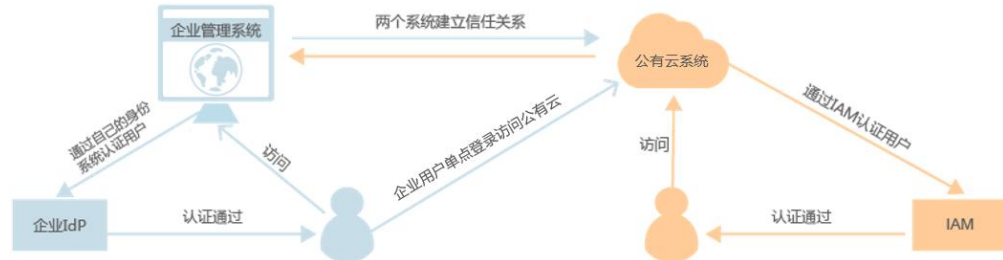 企业管理系统
两个系统建立信任关系
公有云系统
通过自己的身份
系统认证用户
访问
企业用户单点登录访问公有云
访问
通过IAM认证用户
企业IdP
认证通过
认证通过
IAM